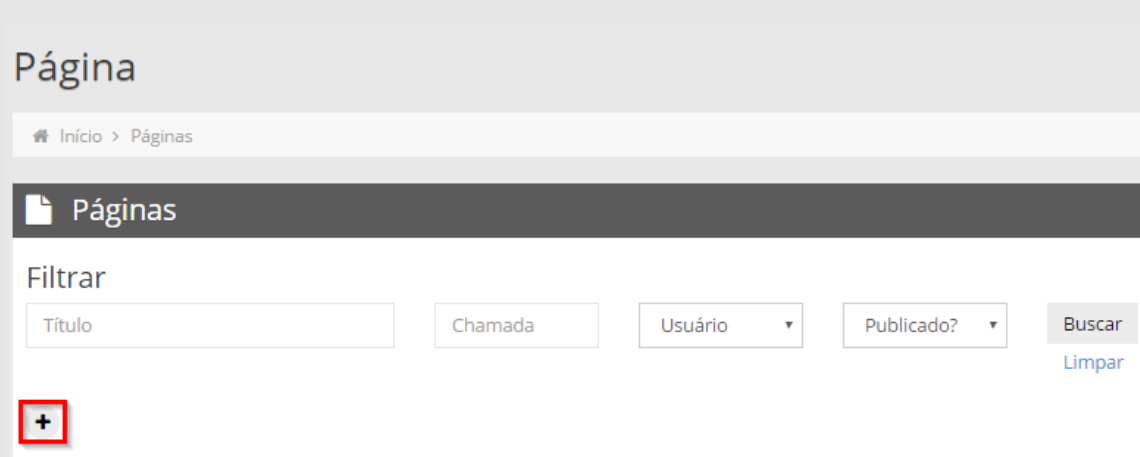 Página
Início > Páginas
Páginas
Filtrar
Título Chamada Usuário Publicado? Buscar
Limpar
+